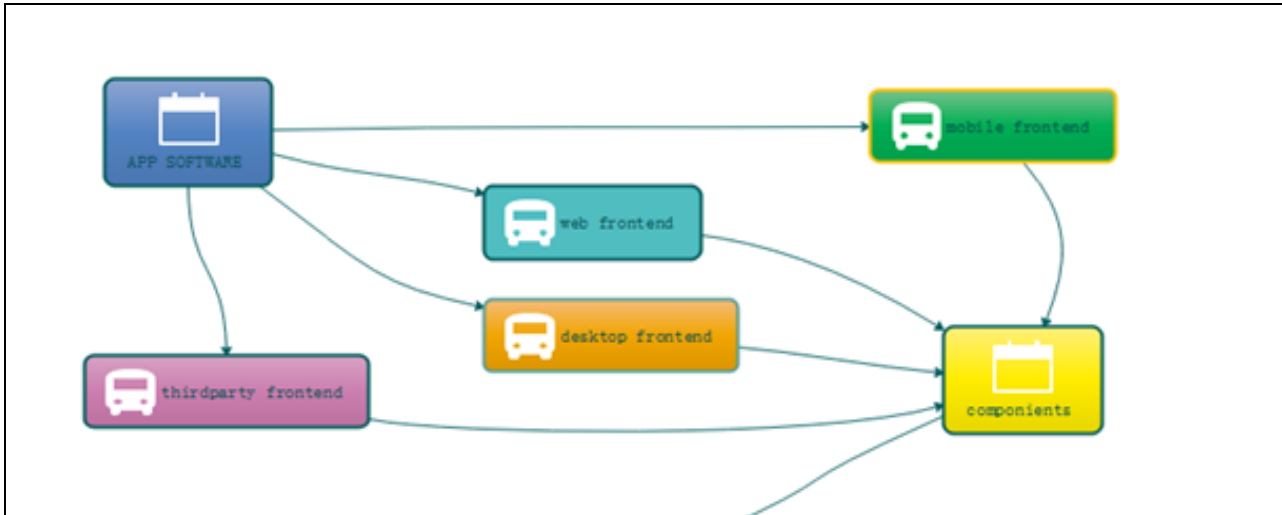 APP SOFTWARE
mobile frontend
web frontend
desktop frontend
thirdparty frontend
componients